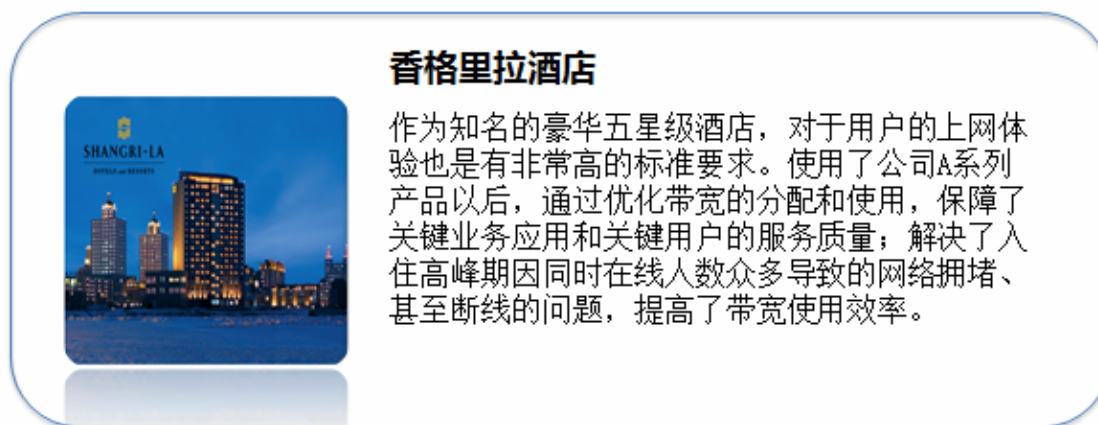 香格里拉酒店
SHANGRI-LA
HOTELS and RESORTS
作为知名的豪华五星级酒店，对于用户的上网体
验也是有非常高的标准要求。使用了公司A系列
产品以后，通过优化带宽的分配和使用，保障了
关键业务应用和关键用户的服务质量；解决了入
住高峰期因同时在线人数众多导致的网络拥堵、
甚至断线的问题，提高了带宽使用效率。